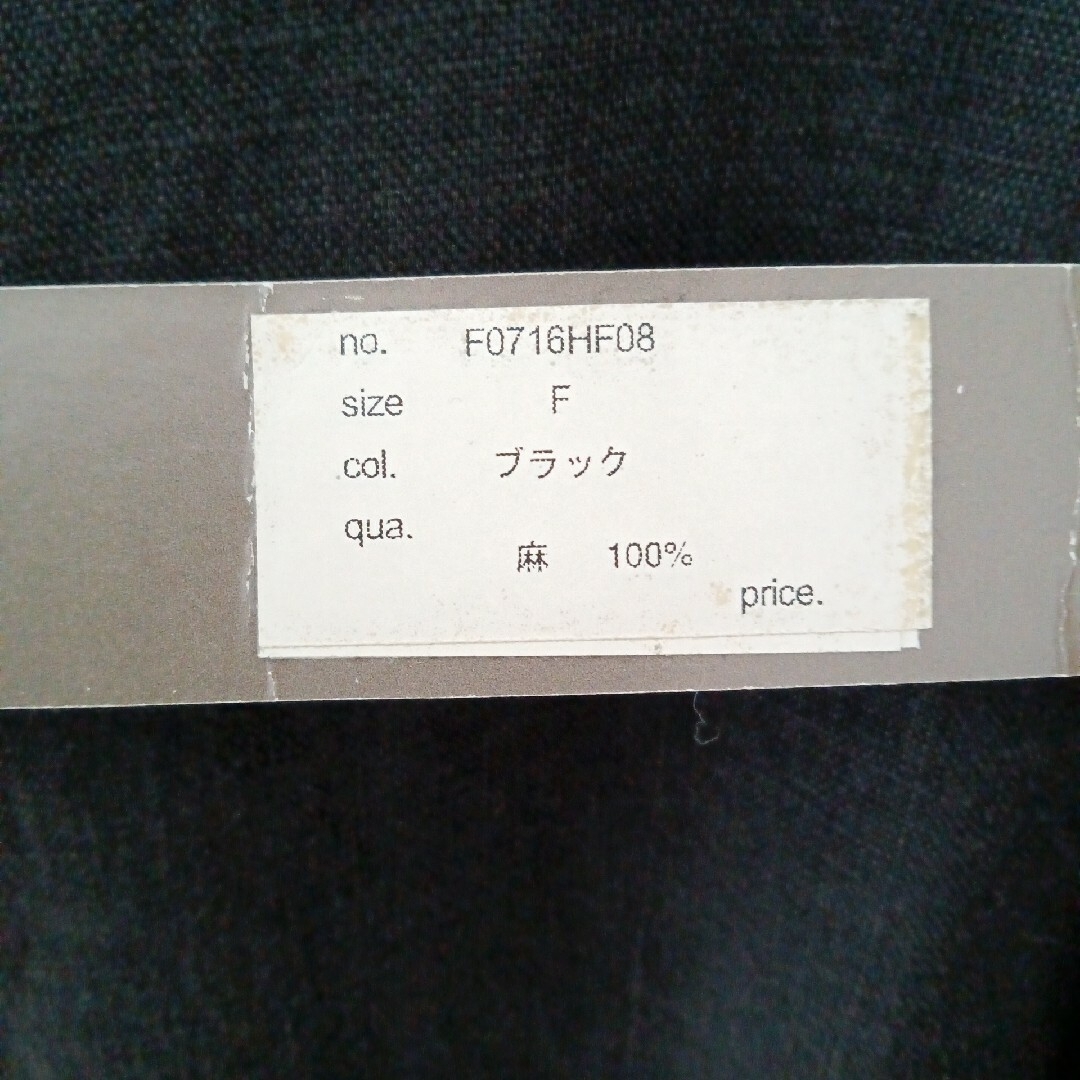 no. F0716HF08
size F
col. ブラック
qua.
麻 100%
price.